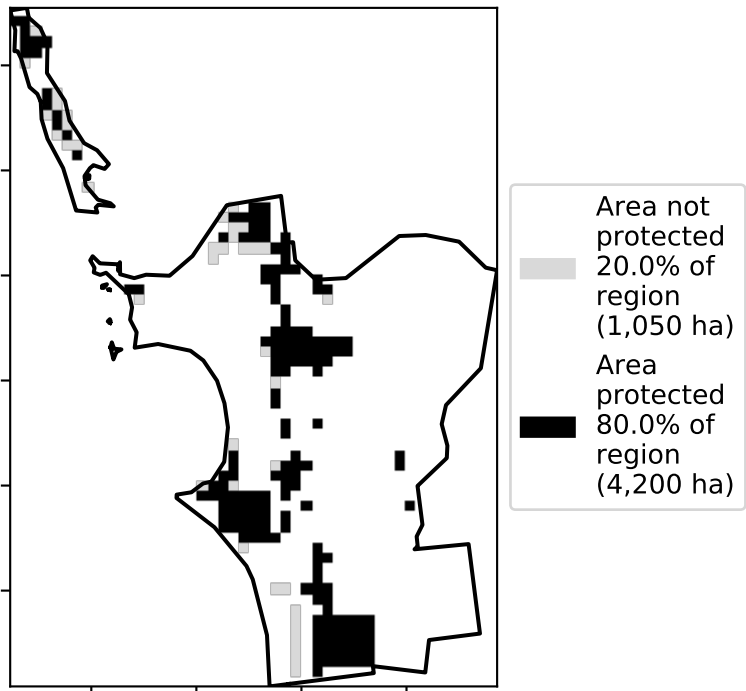 Area not
protected
20.0% of
region
(1,050 ha)
Area
protected
80.0% of
region
(4,200 ha)